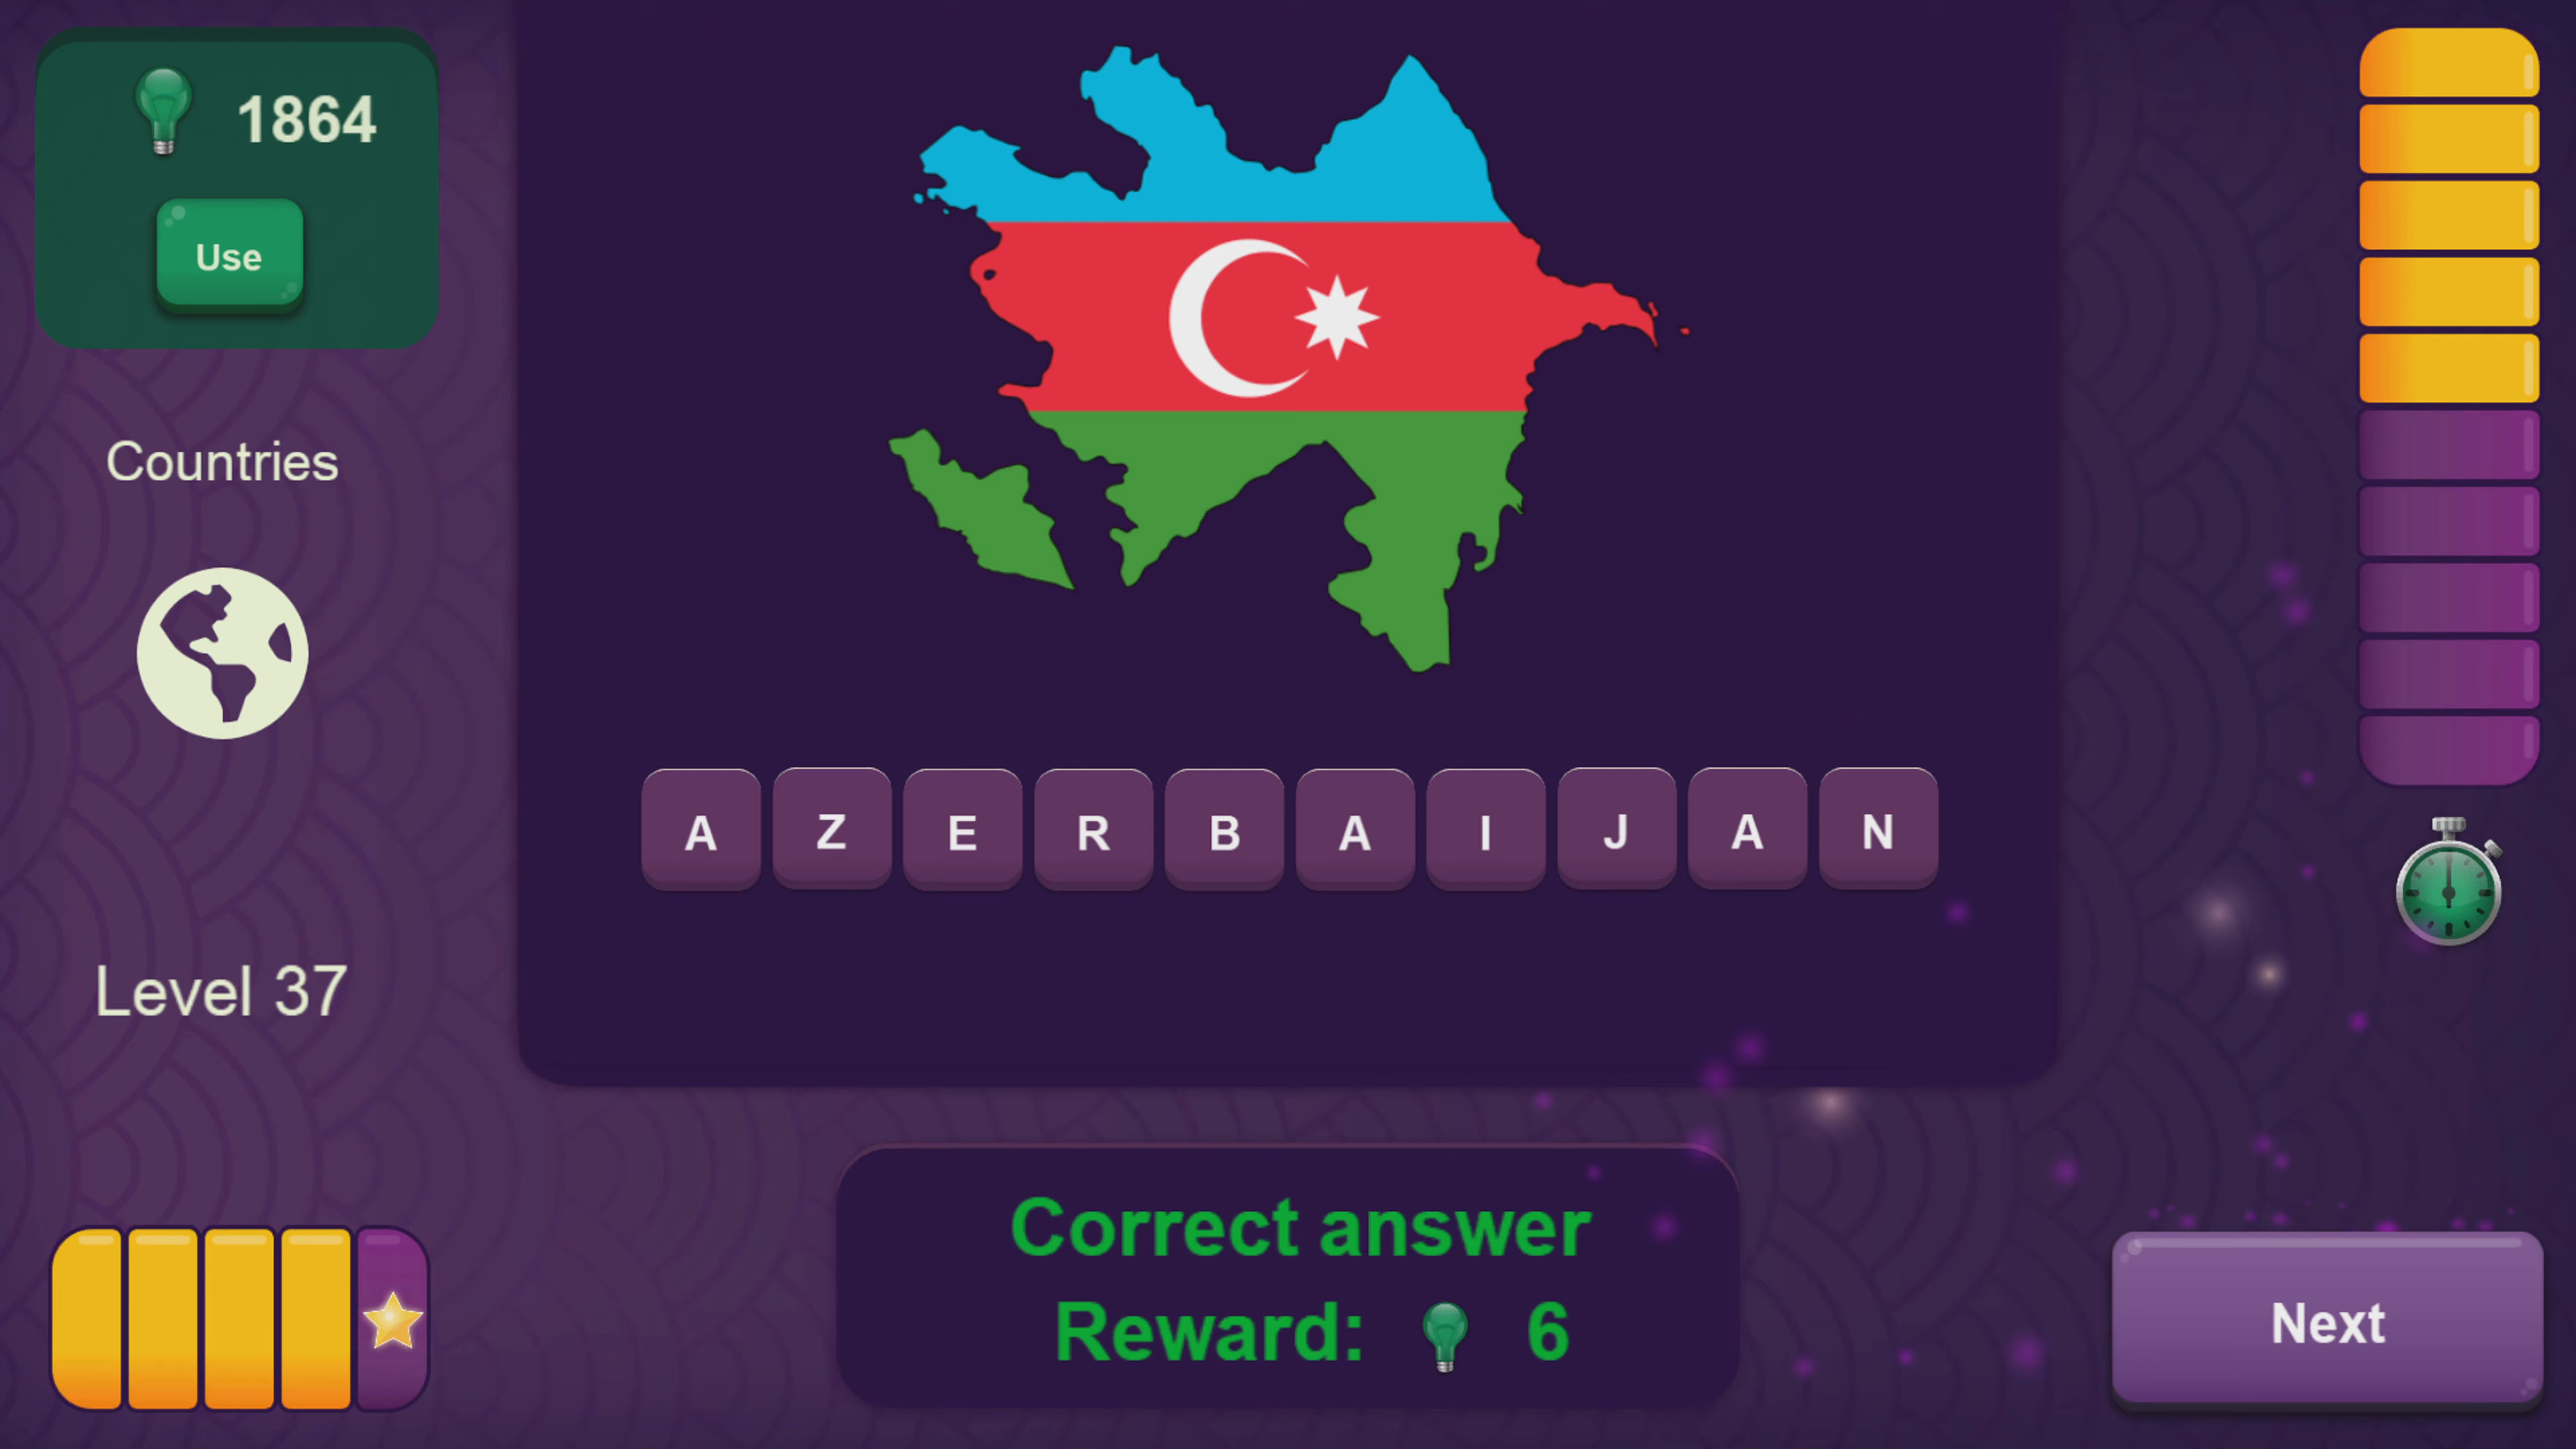 1864
Use
Countries
Level 37
A Z E R B A I J A N
Correct answer
Reward: 6
Next